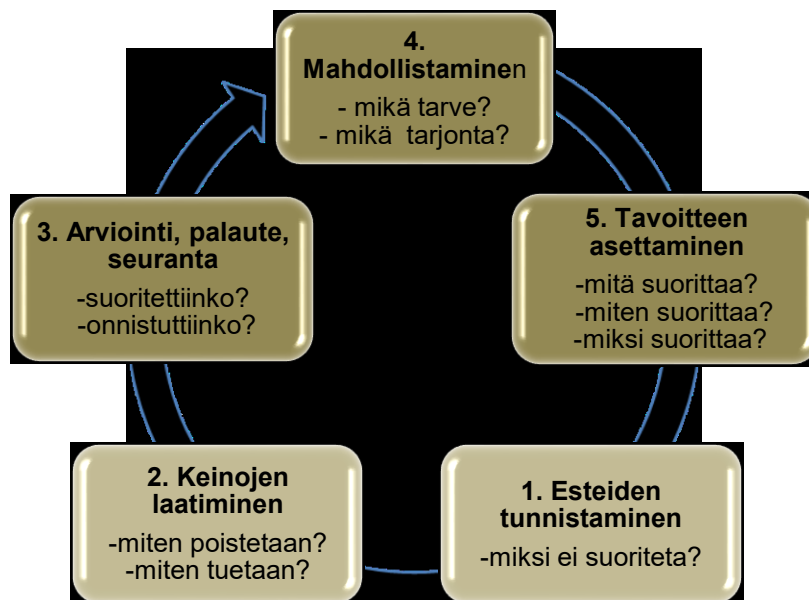 4.
Mahdollistaminen
- mikä tarve?
- mikä tarjonta?
5. Tavoitteen
asettaminen
-mitä suorittaa?
-miten suorittaa?
-miksi suorittaa?
1. Esteiden
tunnistaminen
-miksi ei suoriteta?
2. Keinojen
laatiminen
-miten poistetaan?
-miten tuetaan?
3. Arviointi, palaute,
seuranta
-suoritettiinko?
-onnistuttiinko?